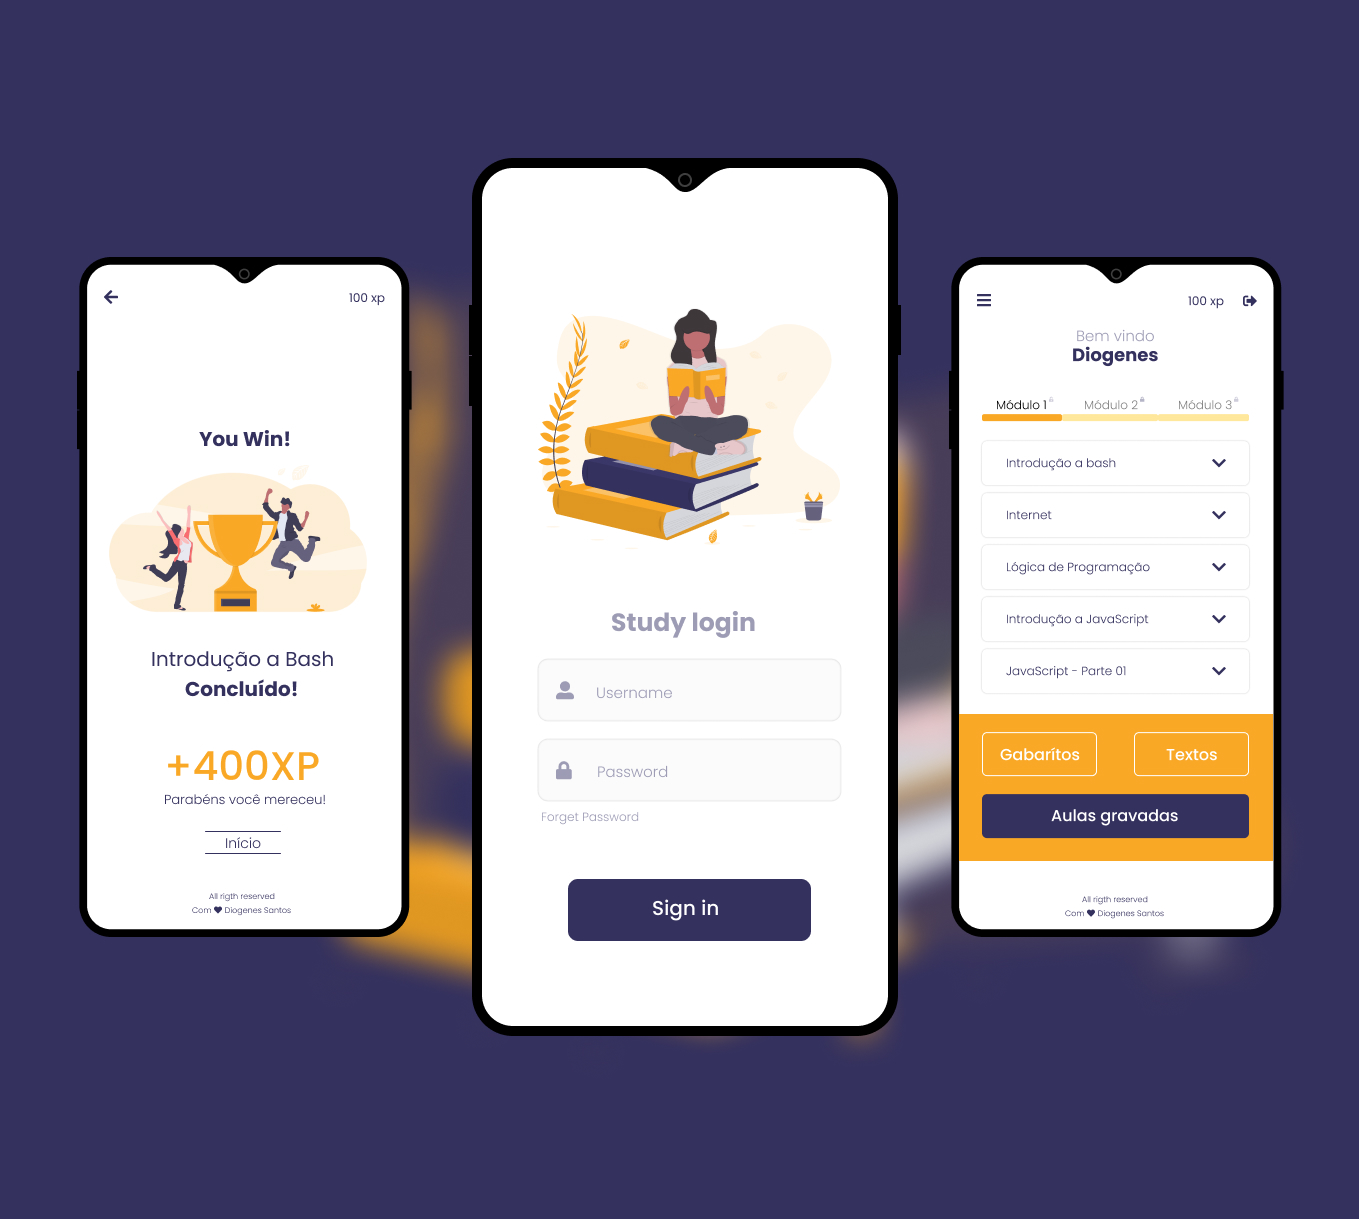 100 xp
You Win!
Introdução a Bash
Concluído!
+400XP
Parabéns você mereceu!
Início
All rigth reserved
Com Diogenes Santos
Study login
Username
Password
Forget Password
Sign in
100 xp
Bem vindo
Diogenes
Módulo 1 Módulo 2 Módulo 3
Introdução a bash
Internet
Lógica de Programação
Introdução a JavaScript
JavaScript - Parte 01
Gabarítos Textos
Aulas gravadas
All rigth reserved
Com Diogenes Santos